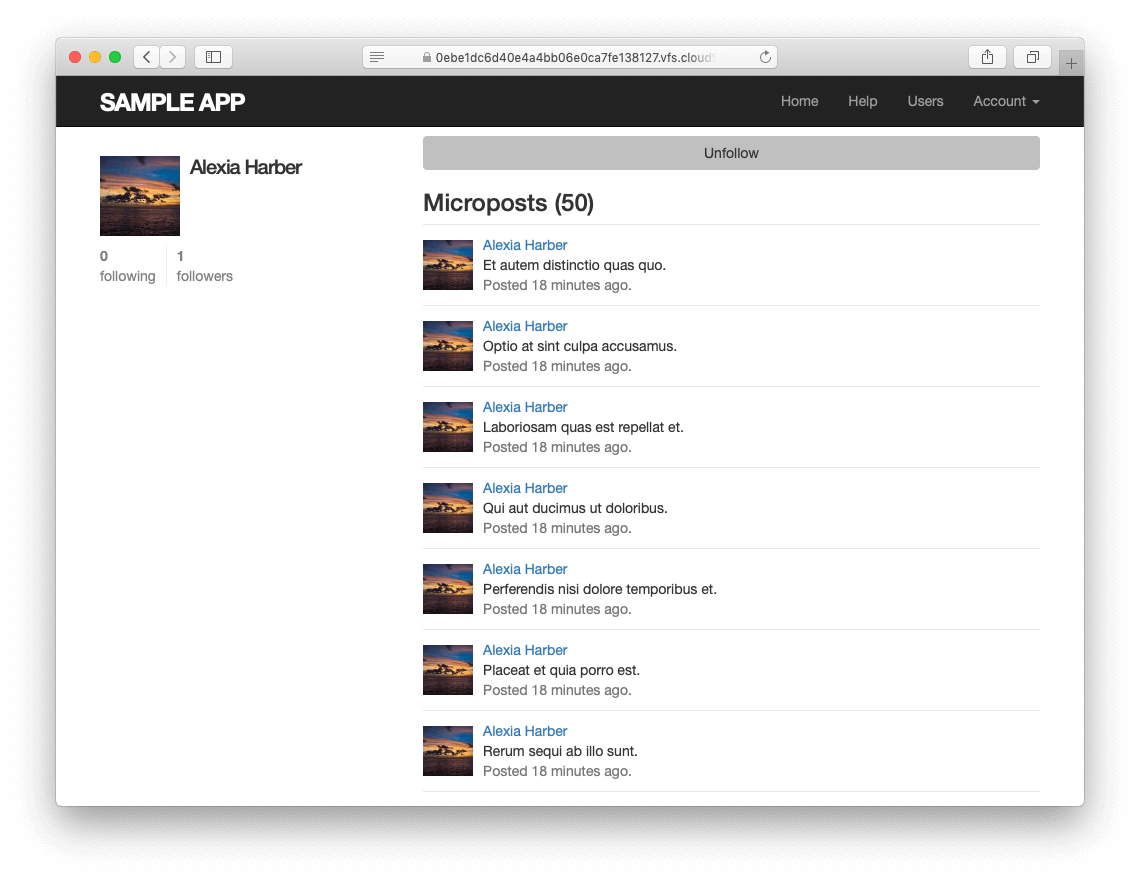 0ebe1dc6d40e4a4bb06e0ca7fe138127.vfs.cloud9
SAMPLE APP
Home Help Users Account
Alexia Harber
0 following
1 followers
Unfollow
Microposts (50)
Alexia Harber
Et autem distinctio quas quo.
Posted 18 minutes ago.
Alexia Harber
Optio at sint culpa accusamus.
Posted 18 minutes ago.
Alexia Harber
Laboriosam quas est repellat et.
Posted 18 minutes ago.
Alexia Harber
Qui aut ducimus ut doloribus.
Posted 18 minutes ago.
Alexia Harber
Perferendis nisi dolore temporibus et.
Posted 18 minutes ago.
Alexia Harber
Placeat et quia porro est.
Posted 18 minutes ago.
Alexia Harber
Rerum sequi ab illo sunt.
Posted 18 minutes ago.